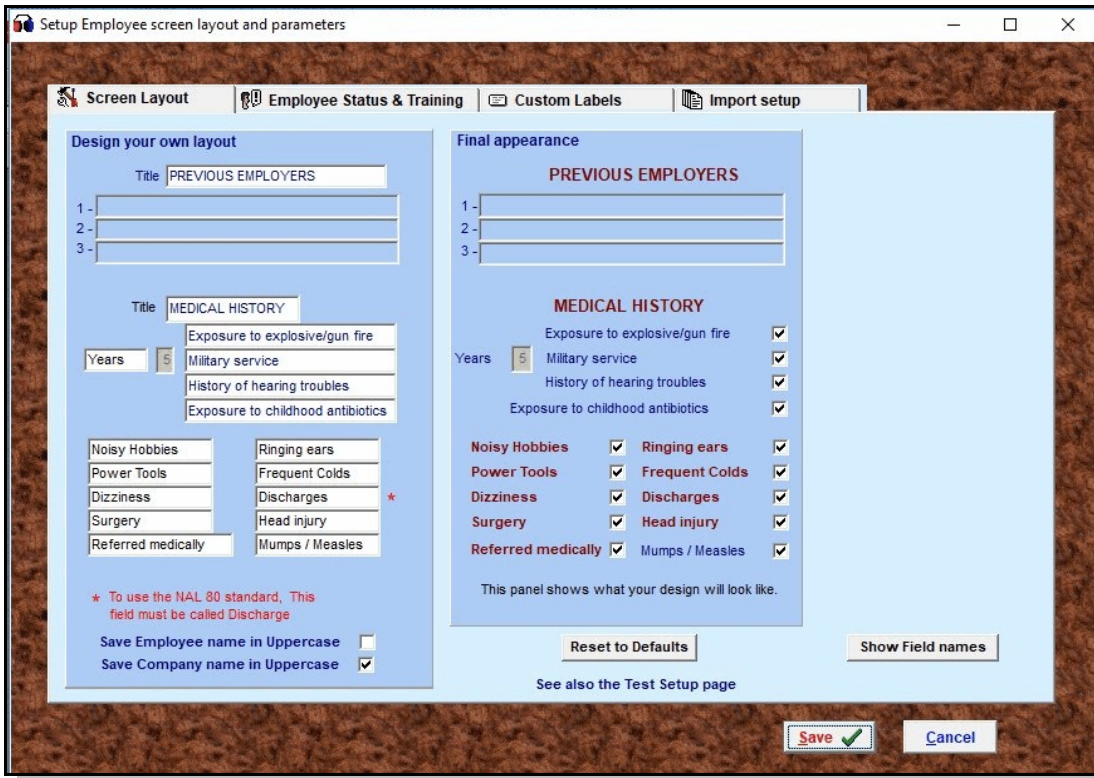 Setup Employee screen layout and parameters
Screen Layout
Employee Status & Training
Custom Labels
Import setup
Design your own layout
Title PREVIOUS EMPLOYERS
1 -
2 -
3 -
Title MEDICAL HISTORY
Exposure to explosive/gun fire
Years 5 Military service
History of hearing troubles
Exposure to childhood antibiotics
Noisy Hobbies Ringing ears
Power Tools Frequent Colds
Dizziness Discharges *
Surgery Head injury
Referred medically Mumps / Measles
* To use the NAL 80 standard, This
field must be called Discharge
Save Employee name in Uppercase
Save Company name in Uppercase
Final appearance
PREVIOUS EMPLOYERS
1 -
2 -
3 -
MEDICAL HISTORY
Exposure to explosive/gun fire
Years 5 Military service
History of hearing troubles
Exposure to childhood antibiotics
Noisy Hobbies Ringing ears
Power Tools Frequent Colds
Dizziness Discharges
Surgery Head injury
Referred medically Mumps / Measles
This panel shows what your design will look like.
Reset to Defaults
Show Field names
See also the Test Setup page
Save
Cancel